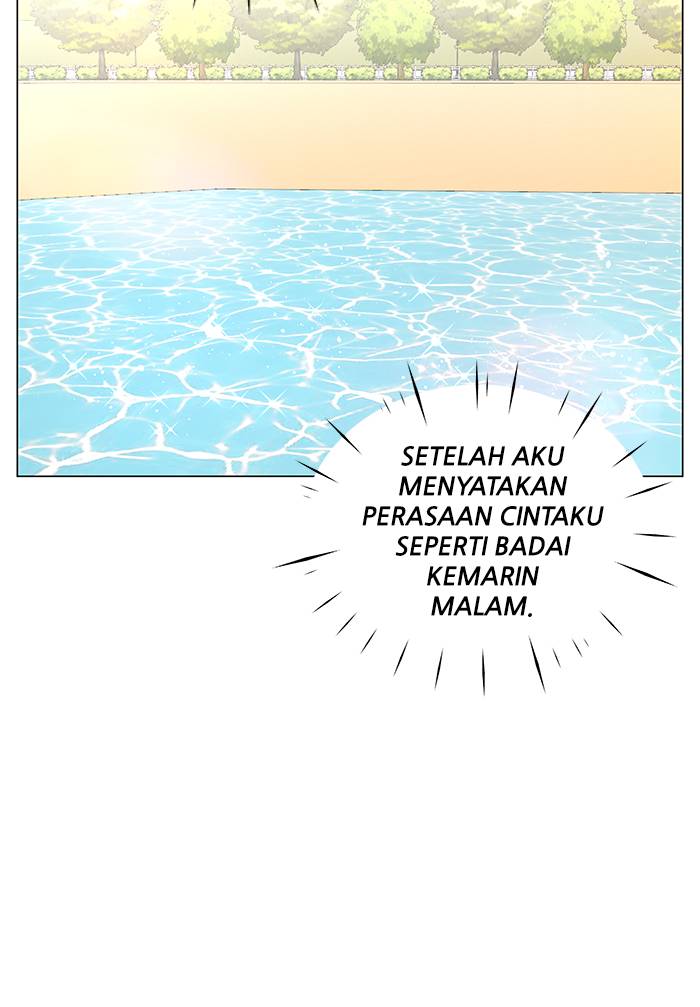 SETELAH AKU
MENYATAKAN
PERASAAN CINTAKU
SEPERTI BADAI
KEMARIN
MALAM.